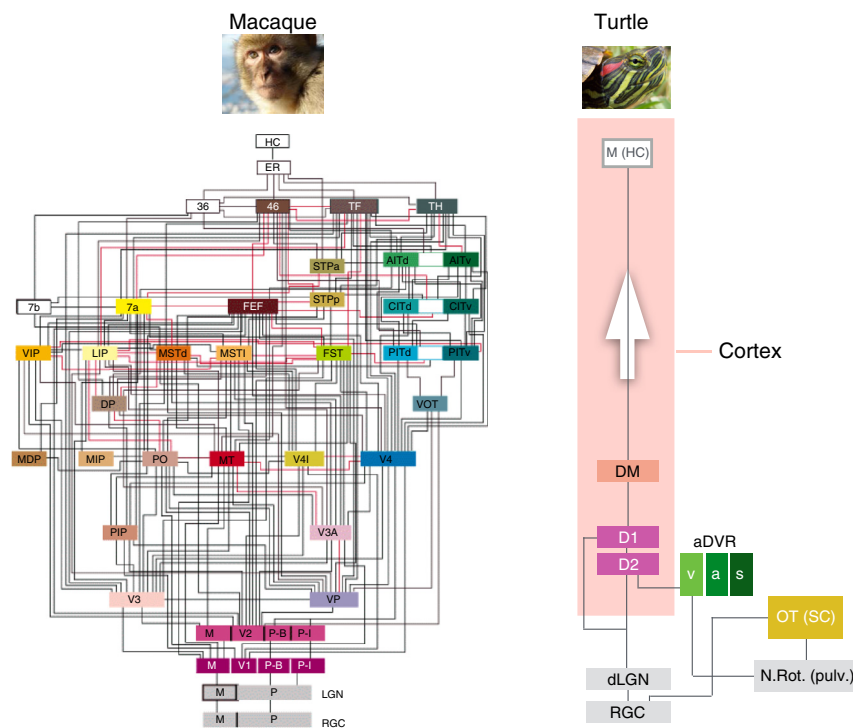 Macaque
Turtle
HC
ER
36
46
TF
TH
STPa
AITd
AITv
7b
7a
FEF
STPp
CITd
CITv
VIP
LIP
MSTd
MSTl
FST
PITd
PITv
DP
VOT
MDP
MIP
PO
MT
V4l
V4
PIP
V3A
V3
VP
M
V2
P-B
P-I
M
V1
P-B
P-I
M
P
LGN
M
P
RGC
M (HC)
Cortex
DM
D1
D2
aDVR
v
a
s
OT (SC)
N.Rot. (pulv.)
dLGN
RGC